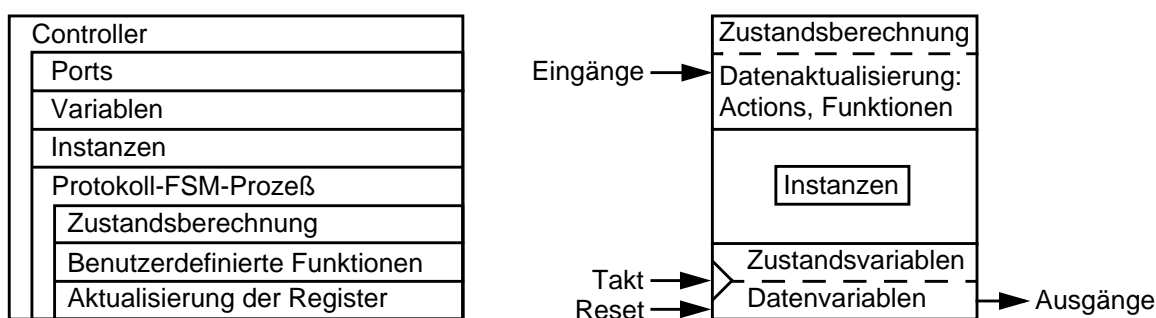 Controller
Ports
Variablen
Instanzen
Protokoll-FSM-Prozeß
Zustandsberechnung
Benutzerdefinierte Funktionen
Aktualisierung der Register
Zustandsberechnung
Eingänge
Datenaktualisierung:
Actions, Funktionen
Instanzen
Takt
Reset
Zustandsvariablen
Datenvariablen
Ausgänge